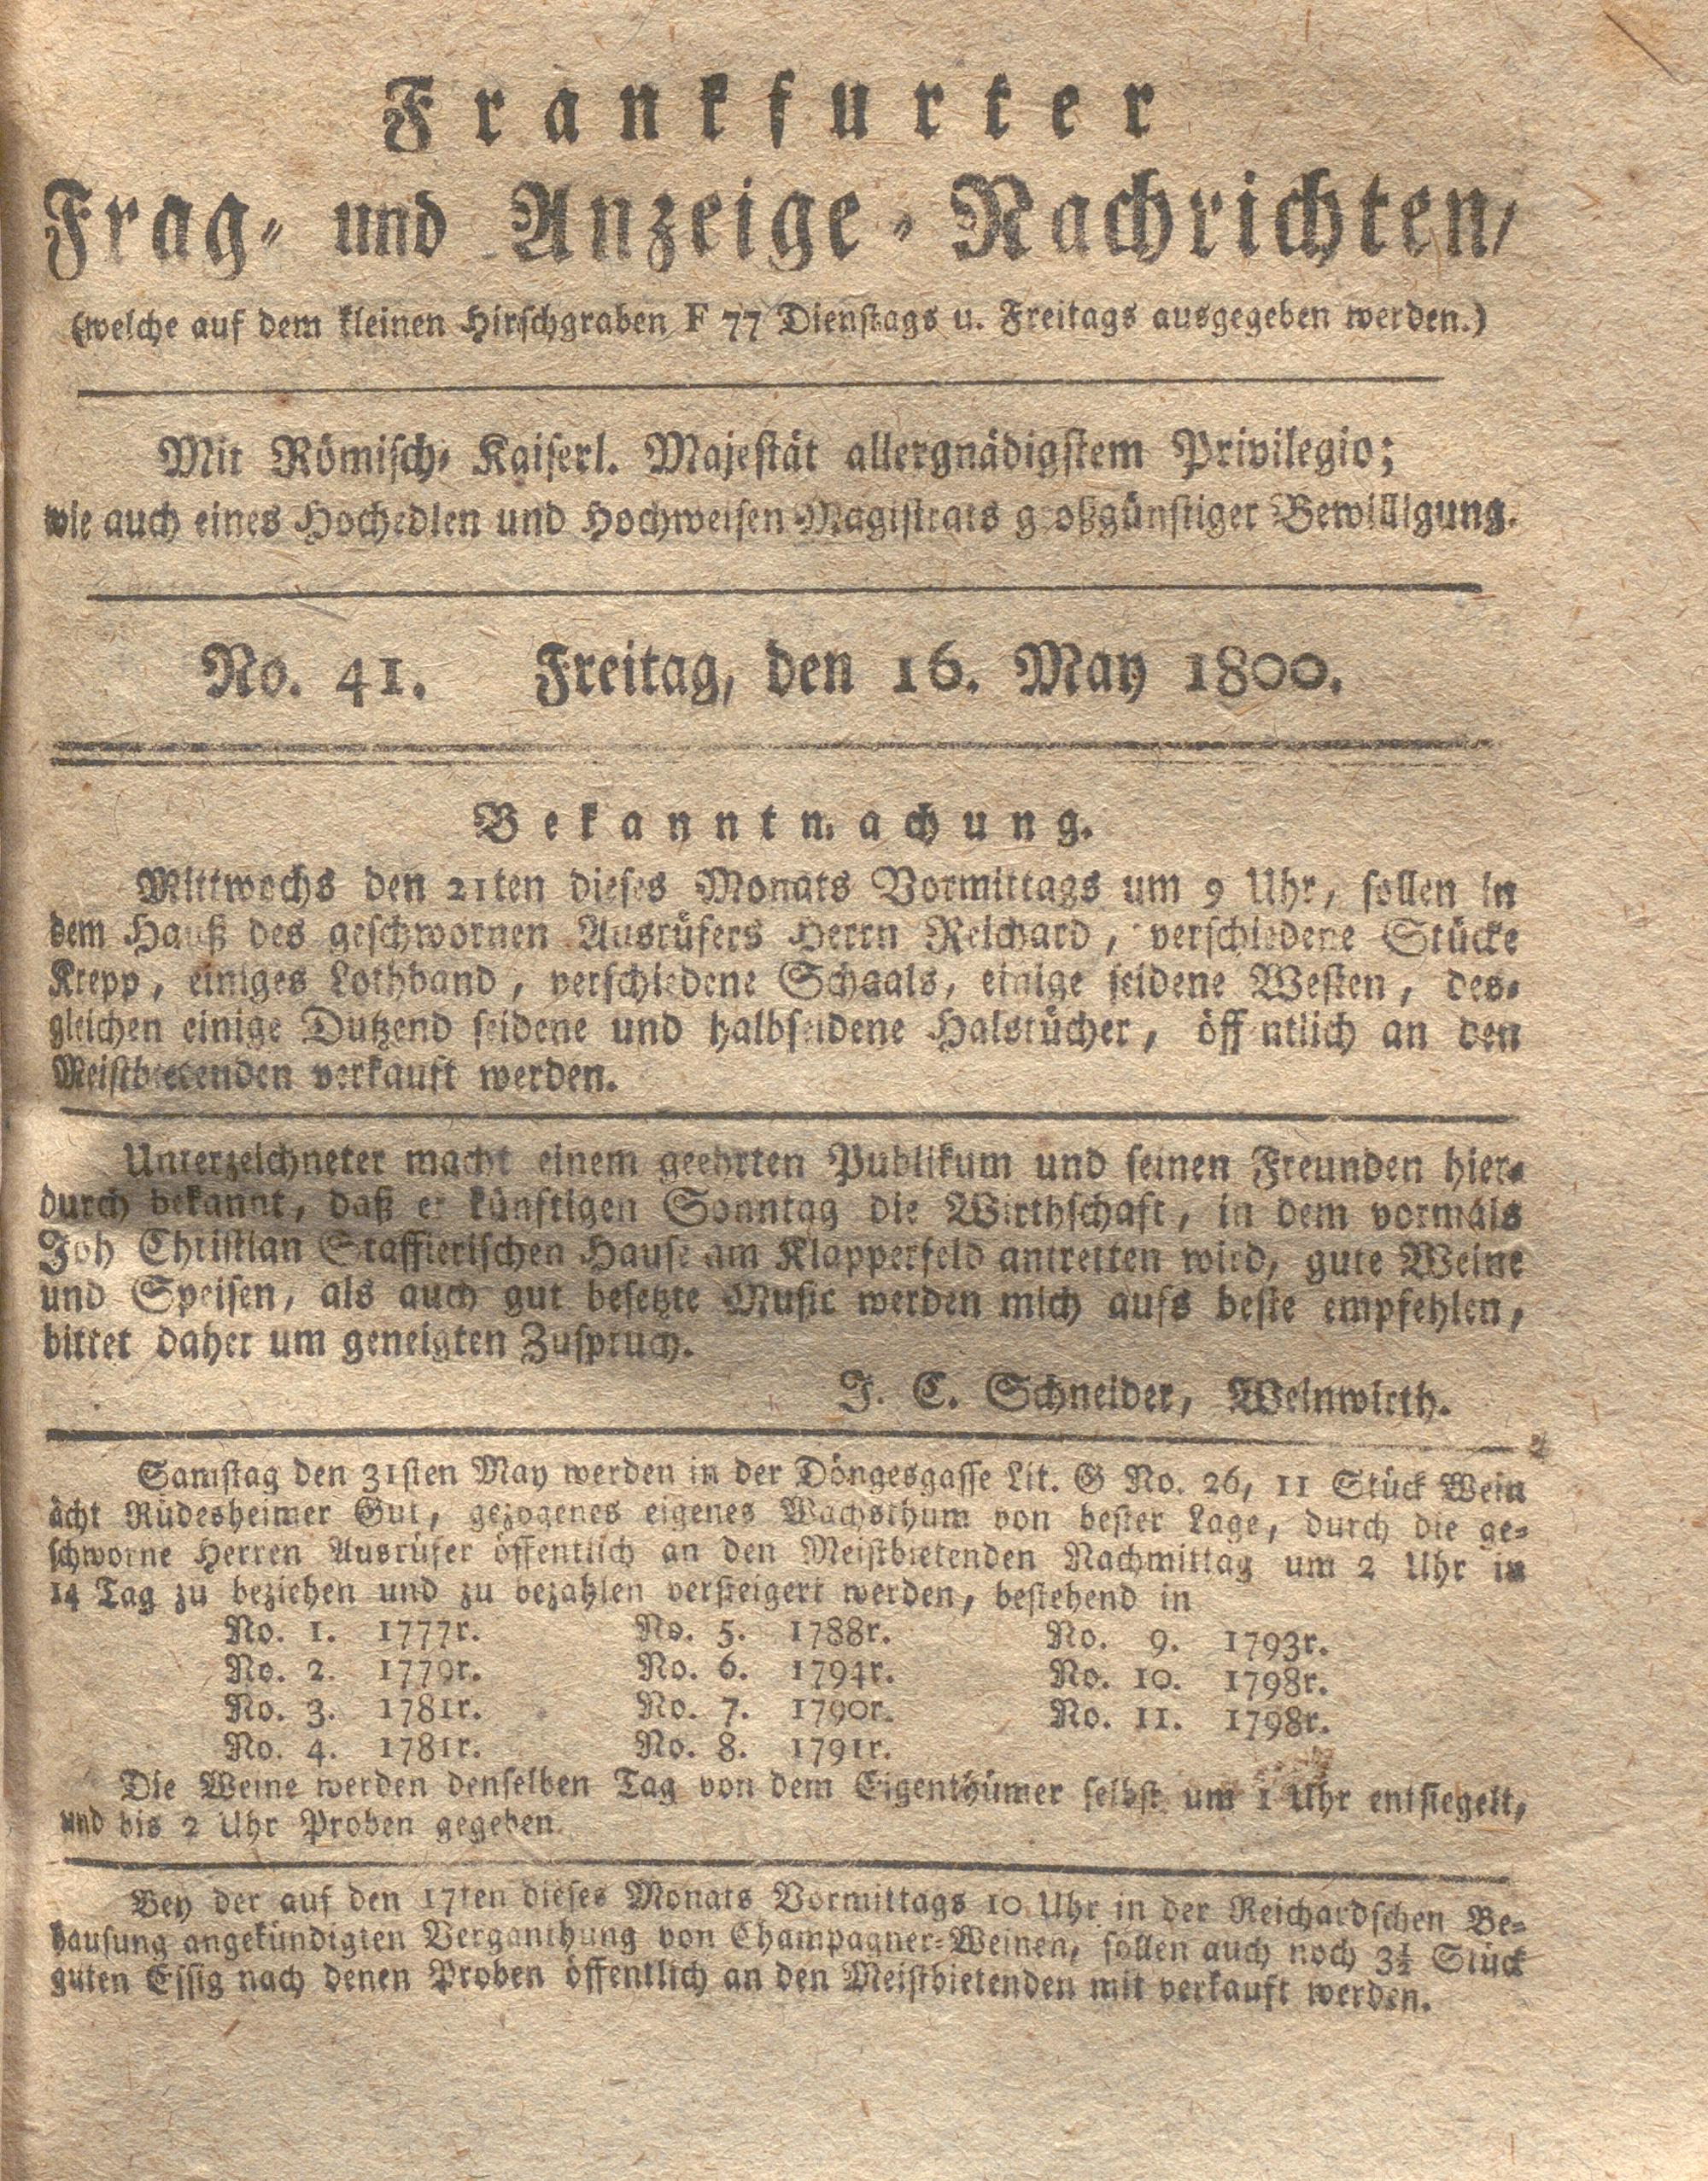 Frankfurter
Frag- und Anzeige-Nachrichten/
(welche auf dem kleinen Hirschgraben F 77 Dienstags u. Freitags ausgegeben werden.)
Mit Römisch-Kaiserl. Majestät allergnädigstem Privilegio;
wie auch eines Hochedlen und Hochweisen Magistrats großgünstiger Bewilligung.
No. 41. Freitag, den 16. May 1800.
Bekanntmachung.
Mittwochs den 21ten dieses Monats Vormittags um 9 Uhr, sollen in
dem Hauß des geschwornen Ausrüfers Herrn Reichard, verschiedene Stücke
Krepp, einiges Lothband, verschiedene Schaals, einige seidene Westen, des-
gleichen einige Dutzend seidene und halbseidene Halstücher, öffentlich an den
Meistbietenden verkauft werden.
Unterzeichneter macht einem geehrten Publikum und seinen Freunden hier-
durch bekannt, daß er künftigen Sonntag die Wirthschaft, in dem vormals
Joh Christian Staffierischen Hause am Klapperfeld antretten wird, gute Weine
und Speisen, als auch gut besetzte Music werden mich aufs beste empfehlen,
bittet daher um geneigten Zuspruch.
J. C. Schneider, Weinwirth.
Samstag den 31sten May werden in der Döngesgasse Lit. G No. 26, 11 Stück Wein
ächt Rüdesheimer Gut, gezogenes eigenes Wachsthum von bester Lage, durch die ge-
schworne Herren Ausrüfer öffentlich an den Meistbietenden Nachmittag um 2 Uhr in
14 Tag zu beziehen und zu bezahlen versteigert werden, bestehend in
No. 1. 1777r. No. 5. 1788r. No. 9. 1793r.
No. 2. 1779r. No. 6. 1794r. No. 10. 1798r.
No. 3. 1781r. No. 7. 1790r. No. 11. 1798r.
No. 4. 1781r. No. 8. 1791r.
Die Weine werden denselben Tag von dem Eigenthümer selbst um 1 Uhr entsiegelt,
und bis 2 Uhr Proben gegeben.
Bey der auf den 17ten dieses Monats Vormittags 10 Uhr in der Reichardschen Be-
hausung angekündigten Verganthung von Champagner-Weinen, sollen auch noch 3½ Stück
guten Essig nach denen Proben öffentlich an den Meistbietenden mit verkauft werden.